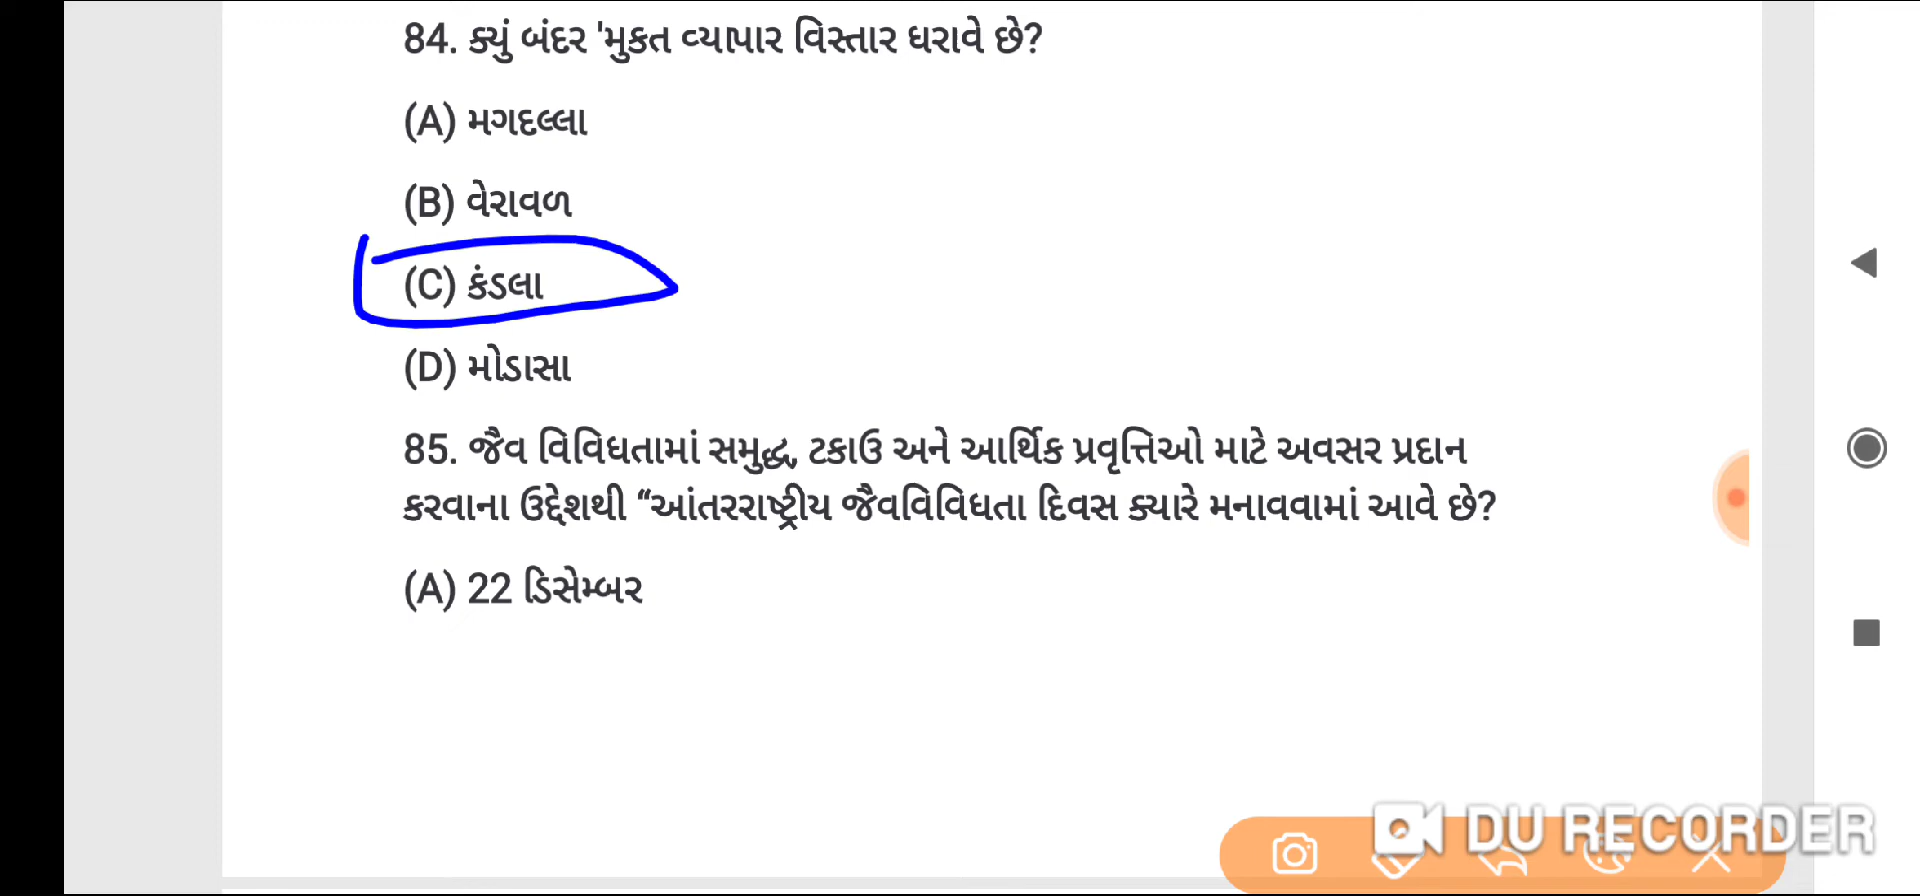 84. ક્યું બંદર 'મુક્ત વ્યાપાર વિસ્તાર ધરાવે છે?
(A) મગદલ્લા
(B) વેરાવળ
(C) કંડલા
(D) મોડાસા
85. જૈવ વિવિધતામાં સમુદ્ધ, ટકાઉ અને આર્થિક પ્રવૃત્તિઓ માટે અવસર પ્રદાન
કરવાના ઉદ્દેશથી “આંતરરાષ્ટ્રીય જૈવવિવિધતા દિવસ ક્યારે મનાવવામાં આવે છે?
(A) 22 ડિસેમ્બર
DU RECORDER